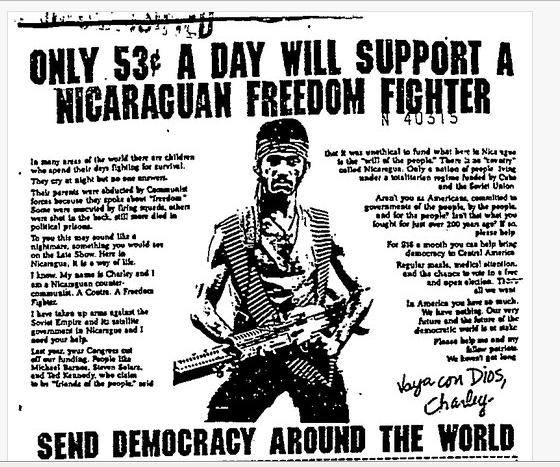 ONLY 53¢ A DAY WILL SUPPORT A
NICARAGUAN FREEDOM FIGHTER
N 40315
In many areas of the world there are children
who spend their days fighting for survival.
They cry at night but no one answers.
Their parents were abducted by Communist
forces because they spoke about "freedom."
Some were executed by firing squads, others
were shot in the back, still more died in
political prisons.
To you this may sound like a
nightmare, something you would see
on the Late Show. Here in
Nicaragua, it is a way of life.
I know. My name is Charley and I
am a Nicaraguan counter-
communist. A Contra. A Freedom
Fighter.
I have taken up arms against the
Soviet Empire and its satellite
government in Nicaragua and I
need your help.
Last year, your Congress cut
off our funding. People like
Michael Barnes, Steven Solarz,
and Ted Kennedy, who claim
to be "friends of the people," said
that it was unethical to fund what here in Nicaragua
is the "will of the people." There is no "country"
called Nicaragua. Only a nation of people living
under a totalitarian regime funded by Cuba
and the Soviet Union
Aren't you as Americans, committed to
governments of the people, by the people,
and for the people? Isn't that what you
fought for just over 200 years ago? If so,
please help
For $16 a month you can help bring
democracy to Central America
Regular meals, medical attention,
and the chance to vote in a free
and open election.
all we want
In America you have so much.
We have nothing. Our very
future and the future of the
democratic world is at stake
Please help me and my
fellow patriots.
We haven't got long
Vaya con Dios,
Charley
SEND DEMOCRACY AROUND THE WORLD